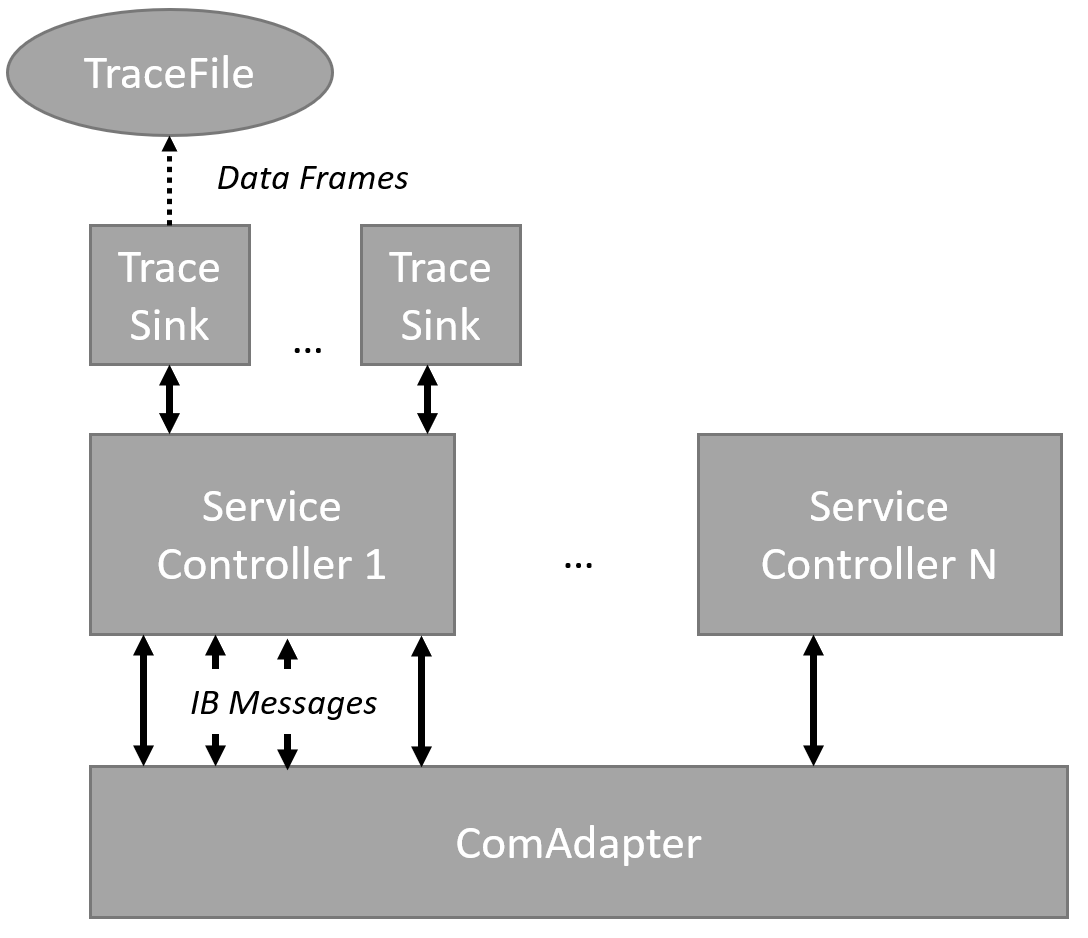 TraceFile
Data Frames
Trace
Sink
...
Trace
Sink
Service
Controller 1
...
Service
Controller N
IB Messages
ComAdapter